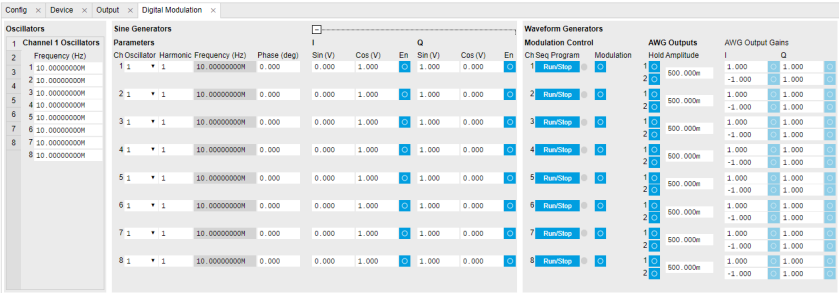 Config × Device × Output × Digital Modulation ×
Oscillators Sine Generators Waveform Generators
1 Channel 1 Oscillators Parameters I Q Modulation Control AWG Outputs AWG Output Gains
2 Frequency (Hz) Ch Oscillator Harmonic Frequency (Hz) Phase (deg) Sin (V) Cos (V) En Sin (V) Cos (V) En Ch Seq Program Modulation Hold Amplitude I Q
3 4 5 6 7 8
1 10.00000000M
2 10.00000000M
3 10.00000000M
4 10.00000000M
5 10.00000000M
6 10.00000000M
7 10.00000000M
8 10.00000000M
1 1 1 10.00000000M 0.000 0.000 1.000 1.000 0.000 1 Run/Stop 1 500.000m 1.000 1.000
2 -1.000 1.000
2 1 1 10.00000000M 0.000 0.000 1.000 1.000 0.000 2 Run/Stop 1 500.000m 1.000 1.000
2 -1.000 1.000
3 1 1 10.00000000M 0.000 0.000 1.000 1.000 0.000 3 Run/Stop 1 500.000m 1.000 1.000
2 -1.000 1.000
4 1 1 10.00000000M 0.000 0.000 1.000 1.000 0.000 4 Run/Stop 1 500.000m 1.000 1.000
2 -1.000 1.000
5 1 1 10.00000000M 0.000 0.000 1.000 1.000 0.000 5 Run/Stop 1 500.000m 1.000 1.000
2 -1.000 1.000
6 1 1 10.00000000M 0.000 0.000 1.000 1.000 0.000 6 Run/Stop 1 500.000m 1.000 1.000
2 -1.000 1.000
7 1 1 10.00000000M 0.000 0.000 1.000 1.000 0.000 7 Run/Stop 1 500.000m 1.000 1.000
2 -1.000 1.000
8 1 1 10.00000000M 0.000 0.000 1.000 1.000 0.000 8 Run/Stop 1 500.000m 1.000 1.000
2 -1.000 1.000